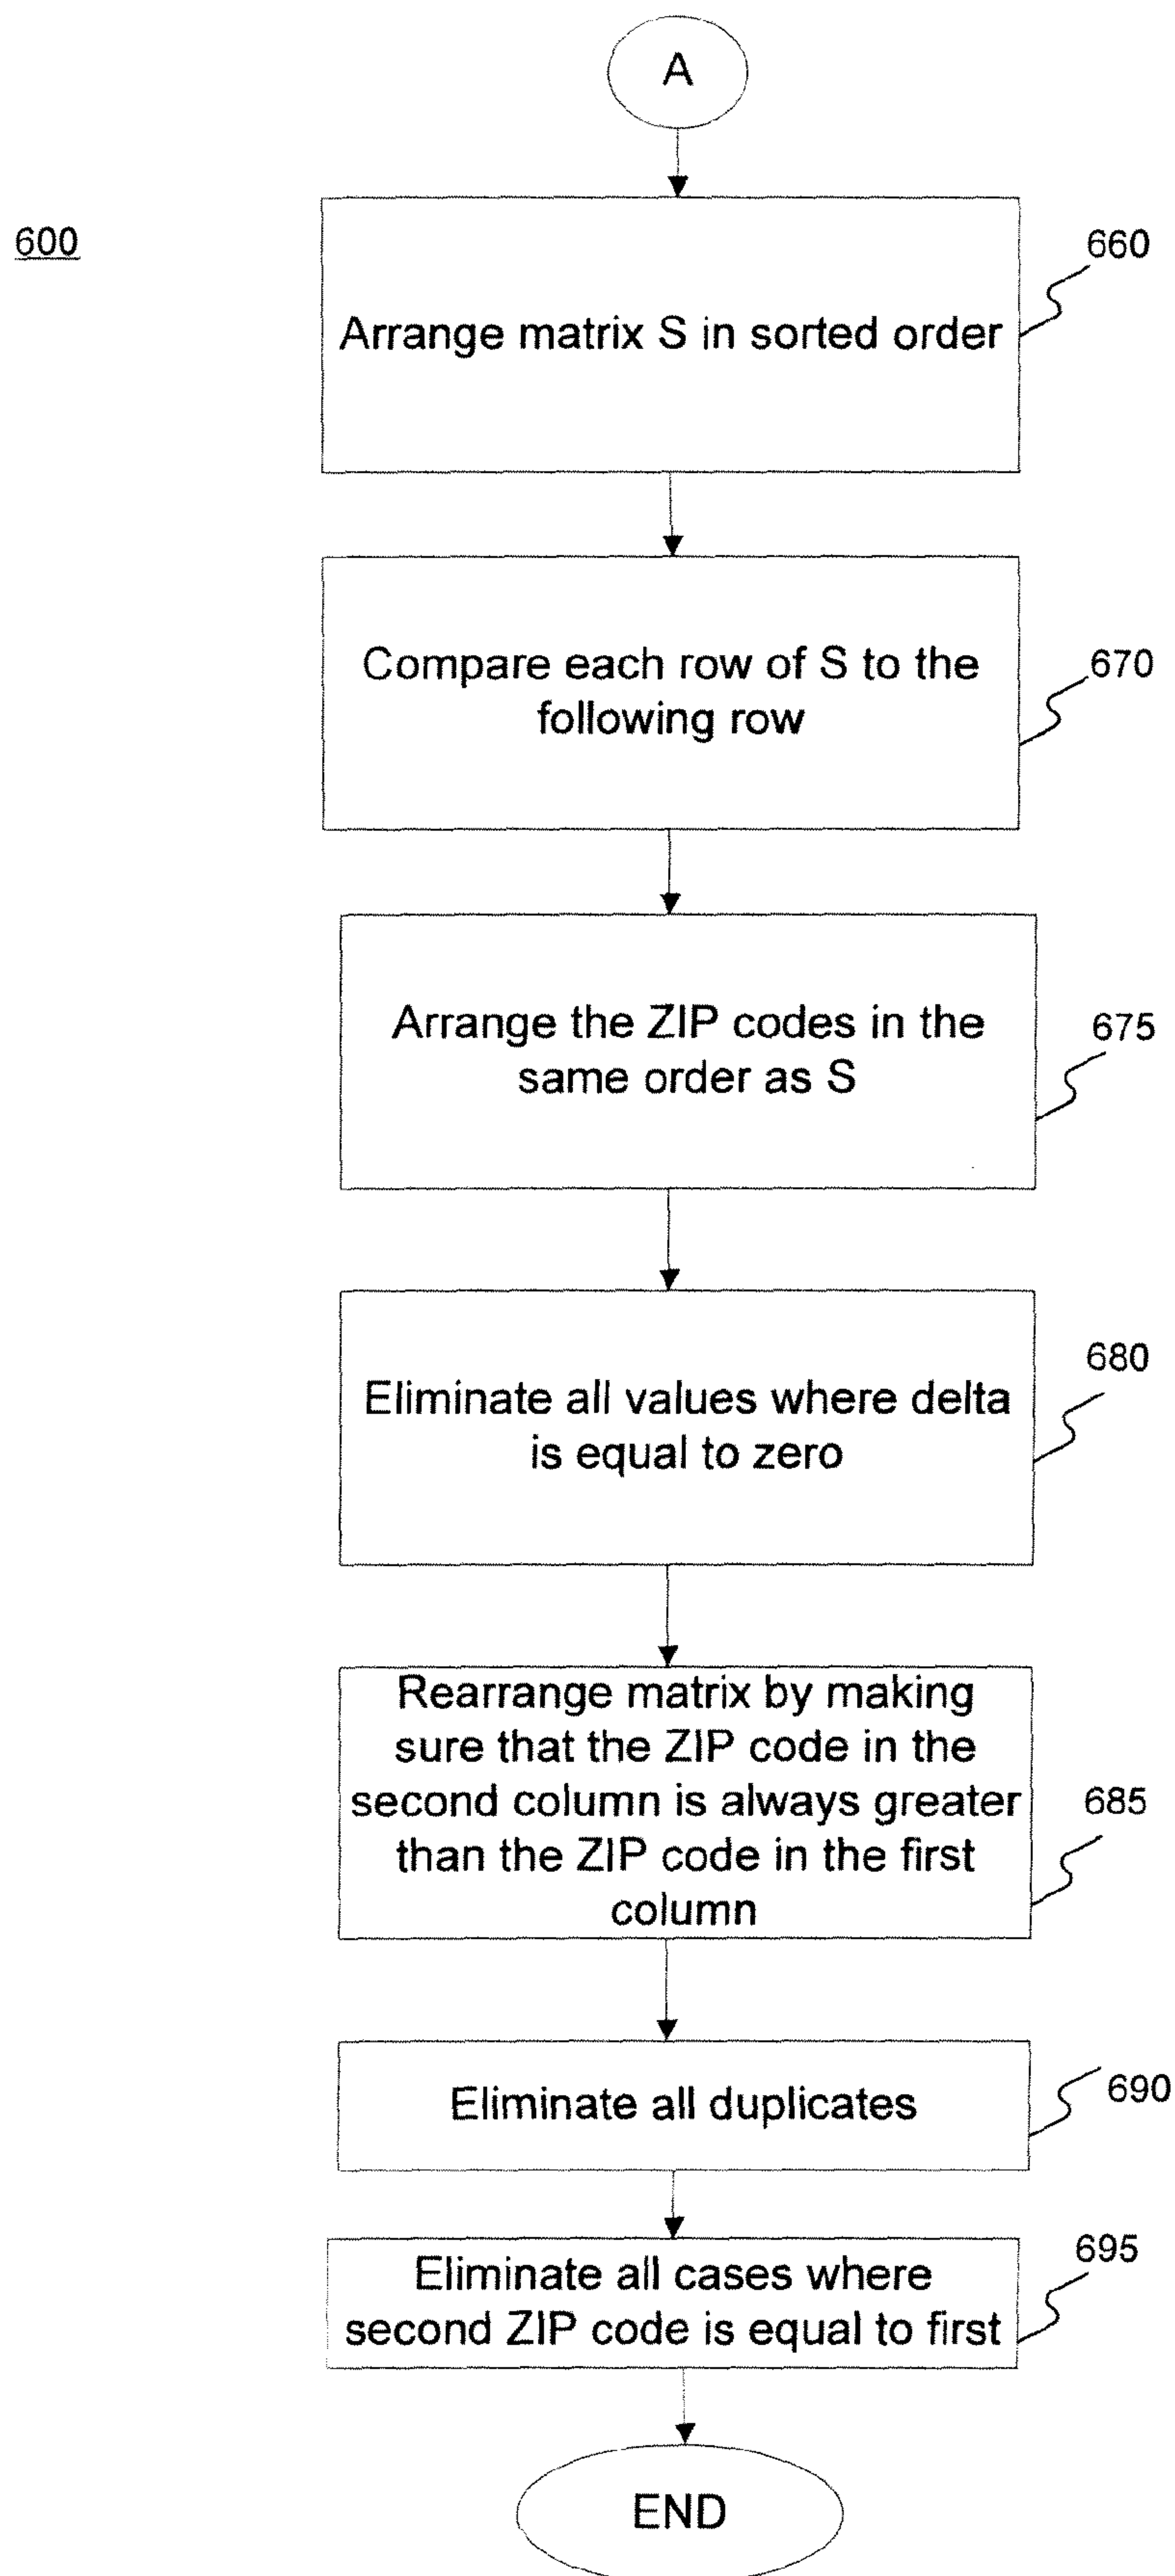 A
600
660
Arrange matrix S in sorted order
Compare each row of S to the
following row
670
Arrange the ZIP codes in the
same order as S
675
680
Eliminate all values where delta
is equal to zero
Rearrange matrix by making
sure that the ZIP code in the
second column is always greater
than the ZIP code in the first
column
685
Eliminate all duplicates
690
695
Eliminate all cases where
second ZIP code is equal to first
END